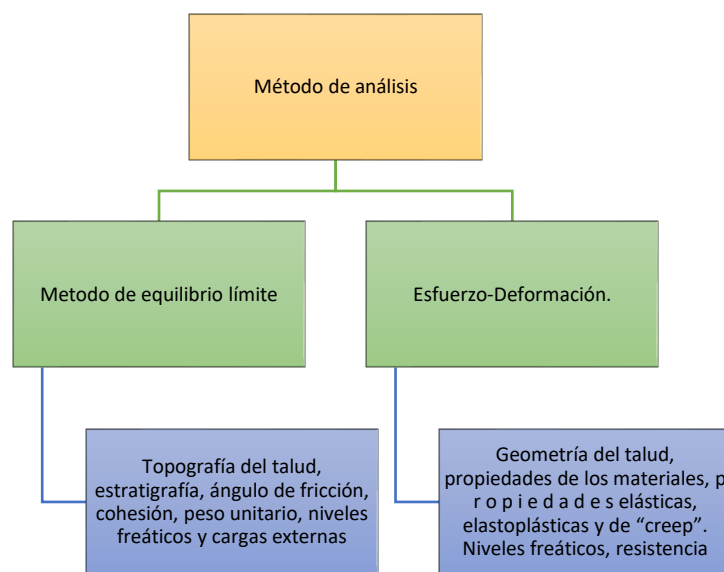 Método de análisis
Metodo de equilibrio límite
Esfuerzo-Deformación.
Topografía del talud,
estratigrafía, ángulo de fricción,
cohesión, peso unitario, niveles
freáticos y cargas externas
Geometría del talud,
propiedades de los materiales, p
r o p i e d a d e s elásticas,
elastoplásticas y de “creep”.
Niveles freáticos, resistencia